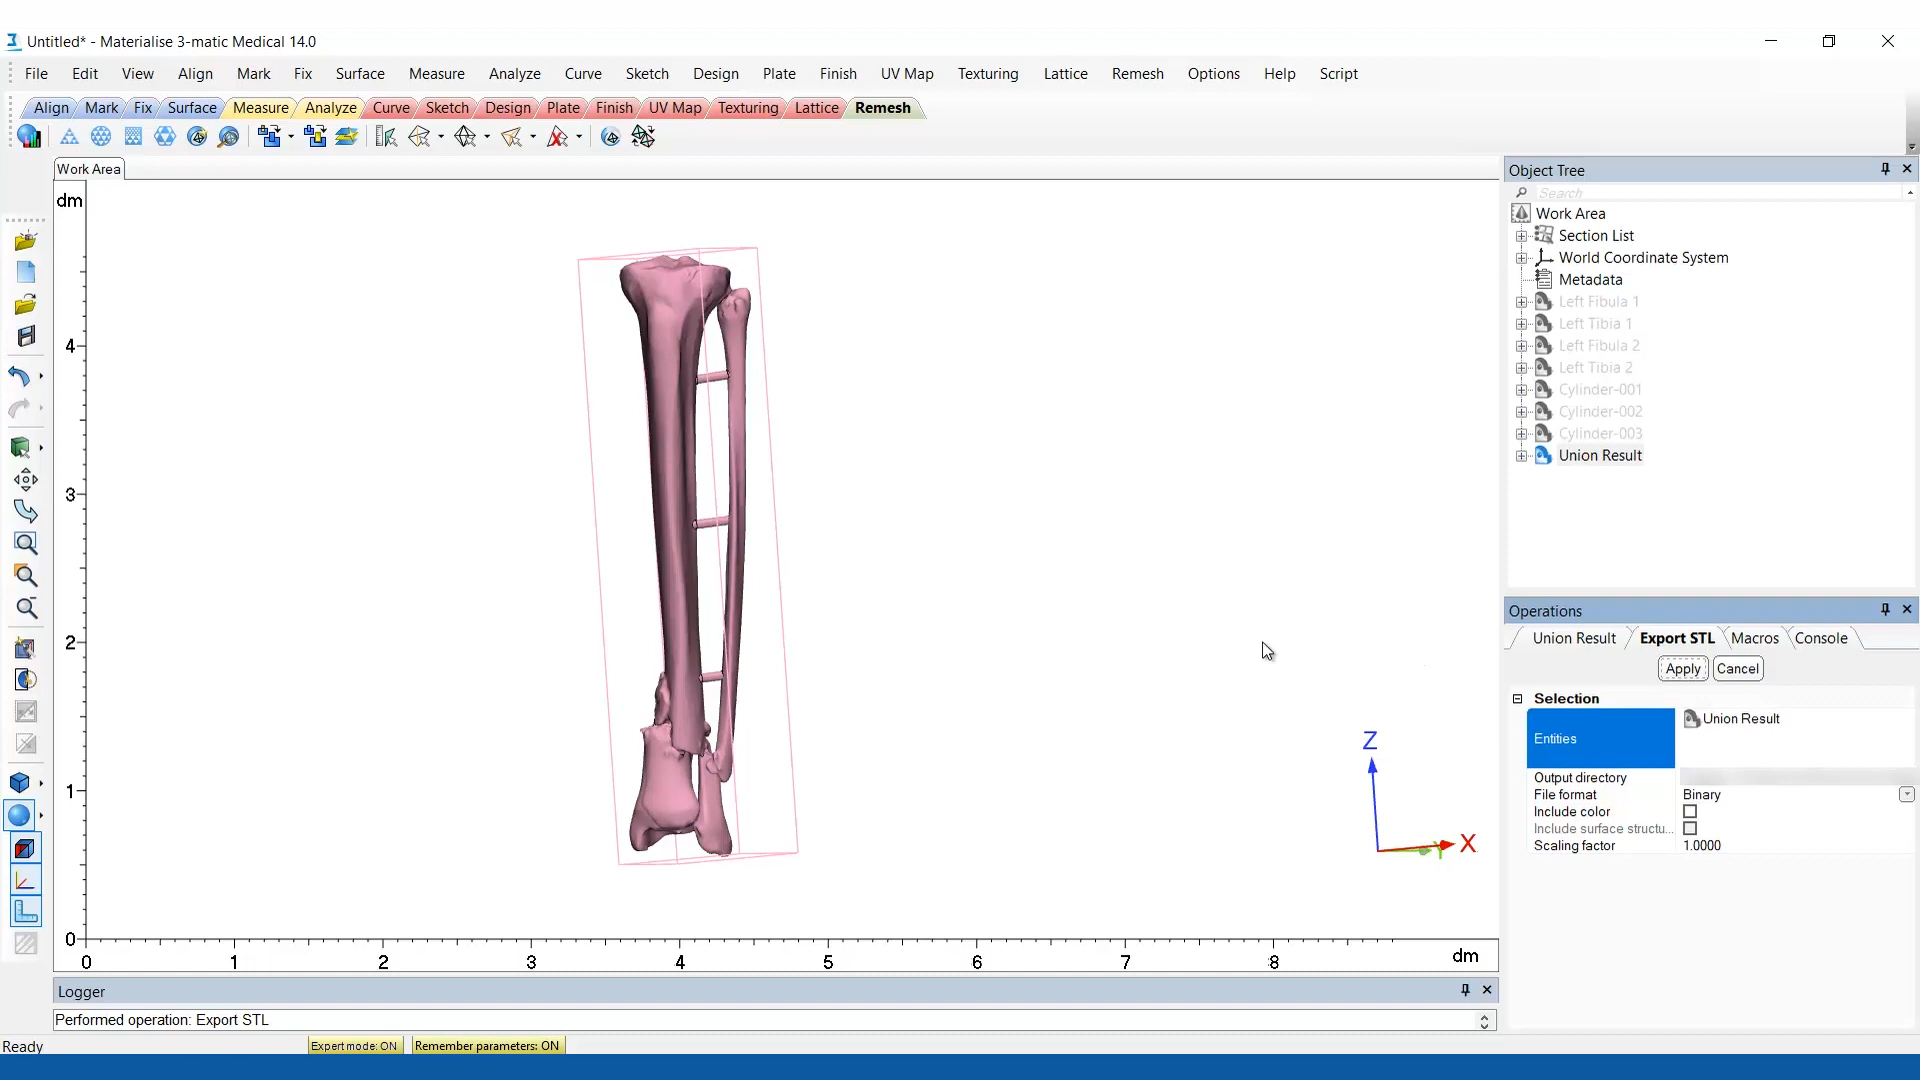 Untitled* - Materialise 3-matic Medical 14.0
File Edit View Align Mark Fix Surface Measure Analyze Curve Sketch Design Plate Finish UV Map Texturing Lattice Remesh Options Help Script
Align Mark Fix Surface Measure Analyze Curve Sketch Design Plate Finish UV Map Texturing Lattice Remesh
Work Area
dm
4
3
2
1
0
0 1 2 3 4 5 6 7 8 dm
Z
X
Y
Object Tree
Search
Work Area
Section List
World Coordinate System
Metadata
Left Fibula 1
Left Tibia 1
Left Fibula 2
Left Tibia 2
Cylinder-001
Cylinder-002
Cylinder-003
Union Result
Operations
Union Result Export STL Macros Console
Apply Cancel
Selection
Entities Union Result
Output directory
File format Binary
Include color
Include surface structu...
Scaling factor 1.0000
Logger
Performed operation: Export STL
Ready Expert mode: ON Remember parameters: ON